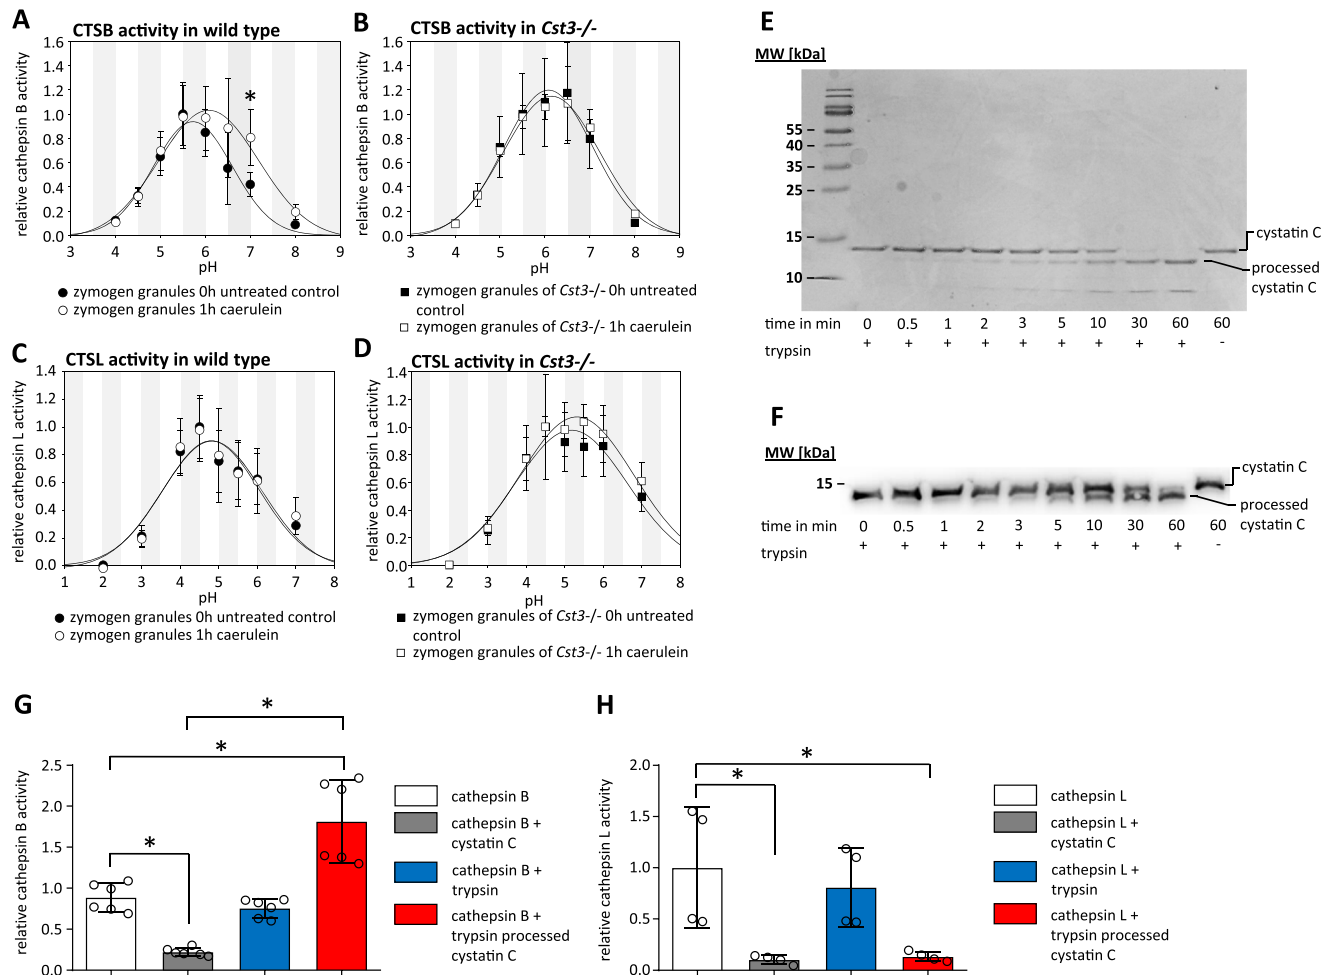 A
CTSB activity in wild type
relative cathepsin B activity
1.6
1.4
1.2
1.0
0.8
0.6
0.4
0.2
0.0
*
3 4 5 6 7 8 9
pH
zymogen granules 0h untreated control
zymogen granules 1h caerulein
B
CTSB activity in Cst3-/-
relative cathepsin B activity
1.6
1.4
1.2
1.0
0.8
0.6
0.4
0.2
0.0
3 4 5 6 7 8 9
pH
zymogen granules of Cst3-/- 0h untreated
control
zymogen granules of Cst3-/- 1h caerulein
C
CTSL activity in wild type
relative cathepsin L activity
1.4
1.2
1.0
0.8
0.6
0.4
0.2
0.0
1 2 3 4 5 6 7 8
pH
zymogen granules 0h untreated control
zymogen granules 1h caerulein
D
CTSL activity in Cst3-/-
relative cathepsin L activity
1.4
1.2
1.0
0.8
0.6
0.4
0.2
0.0
1 2 3 4 5 6 7 8
pH
zymogen granules of Cst3-/- 0h untreated
control
zymogen granules of Cst3-/- 1h caerulein
E
MW [kDa]
55 –
40 –
35 –
25 –
15 –
10 –
cystatin C
processed
cystatin C
time in min 0 0.5 1 2 3 5 10 30 60 60
trypsin + + + + + + + + + -
F
MW [kDa]
15 –
cystatin C
processed
cystatin C
time in min 0 0.5 1 2 3 5 10 30 60 60
trypsin + + + + + + + + + -
G
relative cathepsin B activity
2.5
2.0
1.5
1.0
0.5
0
*
*
*
cathepsin B
cathepsin B +
cystatin C
cathepsin B +
trypsin
cathepsin B +
trypsin processed
cystatin C
H
relative cathepsin L activity
2.0
1.5
1.0
0.5
0
*
*
cathepsin L
cathepsin L +
cystatin C
cathepsin L +
trypsin
cathepsin L +
trypsin processed
cystatin C